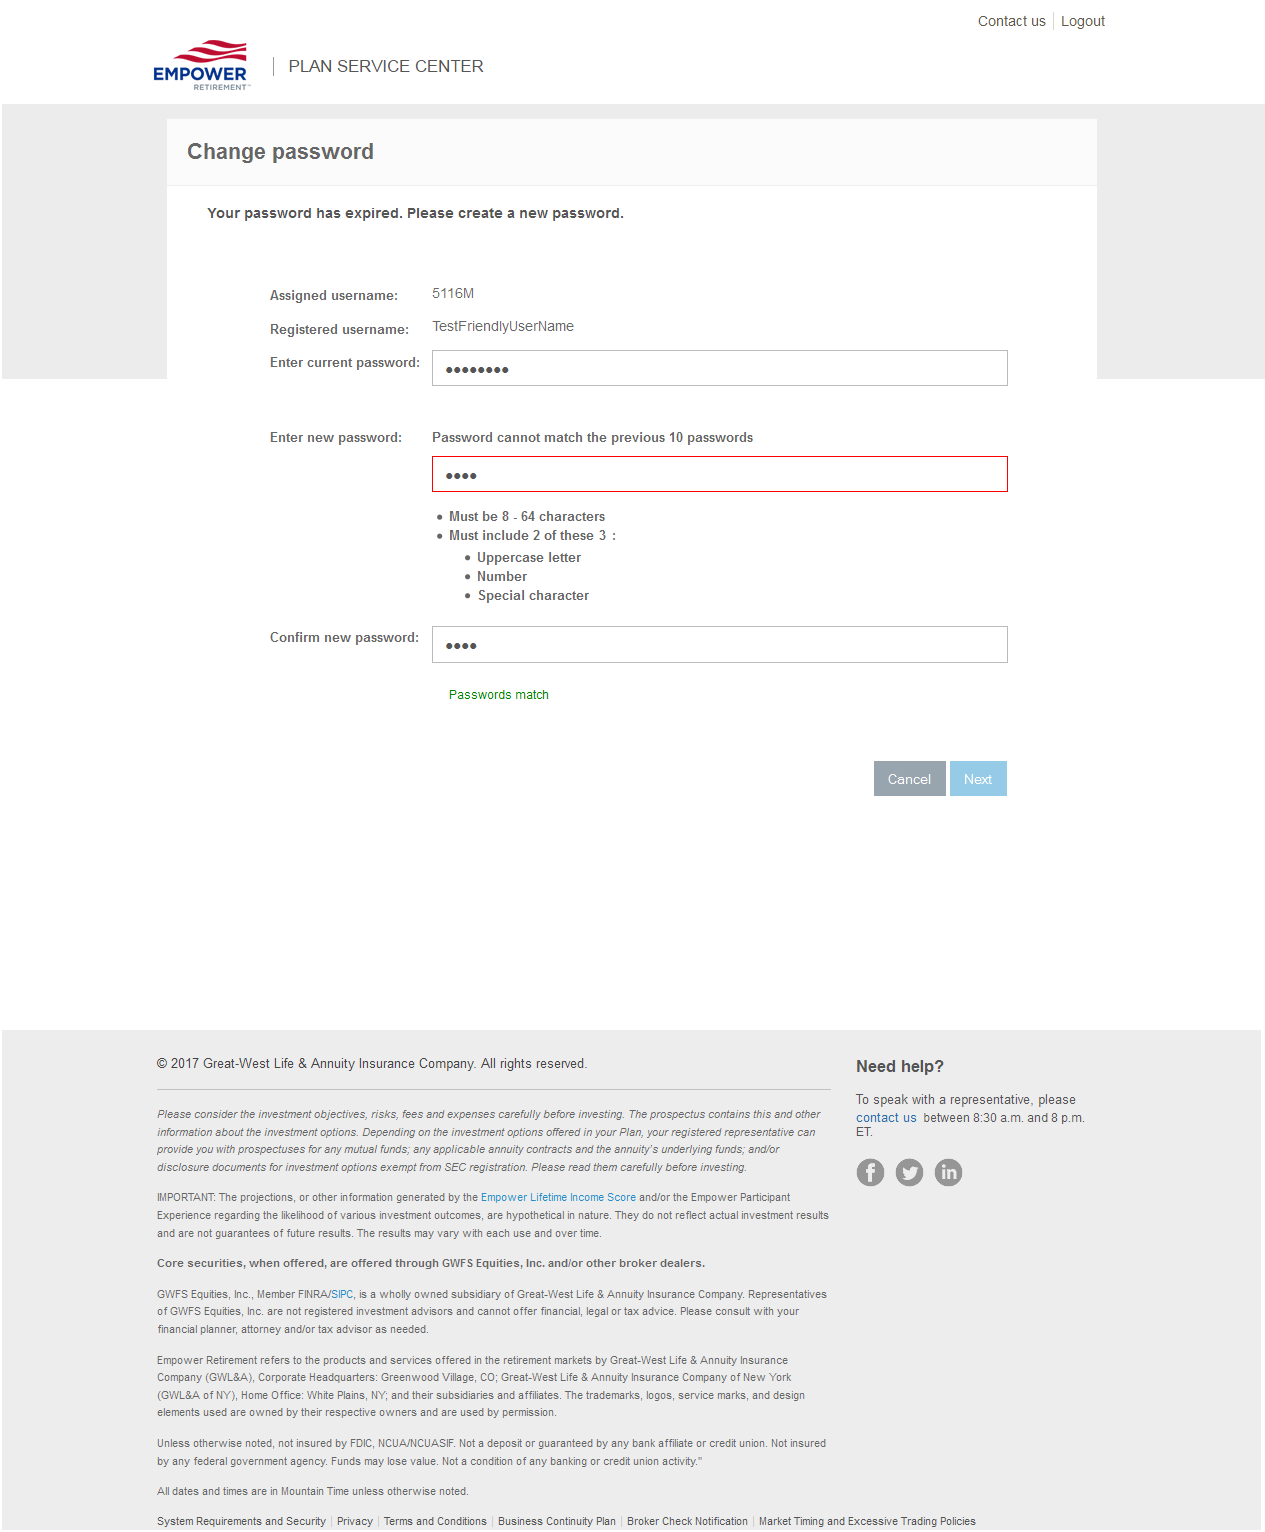 Contact us Logout
EMPOWER
RETIREMENT™
PLAN SERVICE CENTER
Change password
Your password has expired. Please create a new password.
Assigned username: 5116M
Registered username: TestFriendlyUserName
Enter current password: ●●●●●●●●
Enter new password: Password cannot match the previous 10 passwords
●●●●
• Must be 8 - 64 characters
• Must include 2 of these 3 :
• Uppercase letter
• Number
• Special character
Confirm new password: ●●●●
Passwords match
Cancel Next
© 2017 Great-West Life & Annuity Insurance Company. All rights reserved.
Please consider the investment objectives, risks, fees and expenses carefully before investing. The prospectus contains this and other
information about the investment options. Depending on the investment options offered in your Plan, your registered representative can
provide you with prospectuses for any mutual funds; any applicable annuity contracts and the annuity's underlying funds; and/or
disclosure documents for investment options exempt from SEC registration. Please read them carefully before investing.
IMPORTANT: The projections, or other information generated by the Empower Lifetime Income Score and/or the Empower Participant
Experience regarding the likelihood of various investment outcomes, are hypothetical in nature. They do not reflect actual investment results
and are not guarantees of future results. The results may vary with each use and over time.
Core securities, when offered, are offered through GWFS Equities, Inc. and/or other broker dealers.
GWFS Equities, Inc., Member FINRA/SIPC, is a wholly owned subsidiary of Great-West Life & Annuity Insurance Company. Representatives
of GWFS Equities, Inc. are not registered investment advisors and cannot offer financial, legal or tax advice. Please consult with your
financial planner, attorney and/or tax advisor as needed.
Empower Retirement refers to the products and services offered in the retirement markets by Great-West Life & Annuity Insurance
Company (GWL&A), Corporate Headquarters: Greenwood Village, CO; Great-West Life & Annuity Insurance Company of New York
(GWL&A of NY), Home Office: White Plains, NY; and their subsidiaries and affiliates. The trademarks, logos, service marks, and design
elements used are owned by their respective owners and are used by permission.
Unless otherwise noted, not insured by FDIC, NCUA/NCUASIF. Not a deposit or guaranteed by any bank affiliate or credit union. Not insured
by any federal government agency. Funds may lose value. Not a condition of any banking or credit union activity."
All dates and times are in Mountain Time unless otherwise noted.
System Requirements and Security | Privacy | Terms and Conditions | Business Continuity Plan | Broker Check Notification | Market Timing and Excessive Trading Policies
Need help?
To speak with a representative, please
contact us between 8:30 a.m. and 8 p.m.
ET.
f in